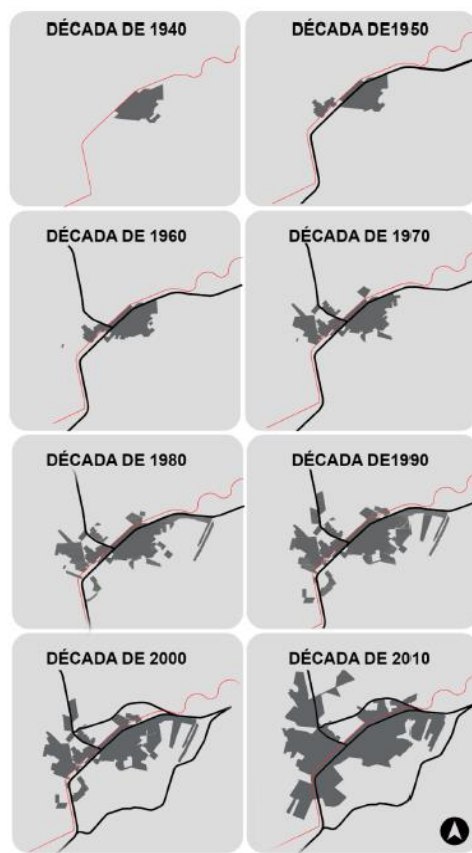 DÉCADA DE 1940
DÉCADA DE1950
DÉCADA DE 1960
DÉCADA DE 1970
DÉCADA DE 1980
DÉCADA DE1990
DÉCADA DE 2000
DÉCADA DE 2010